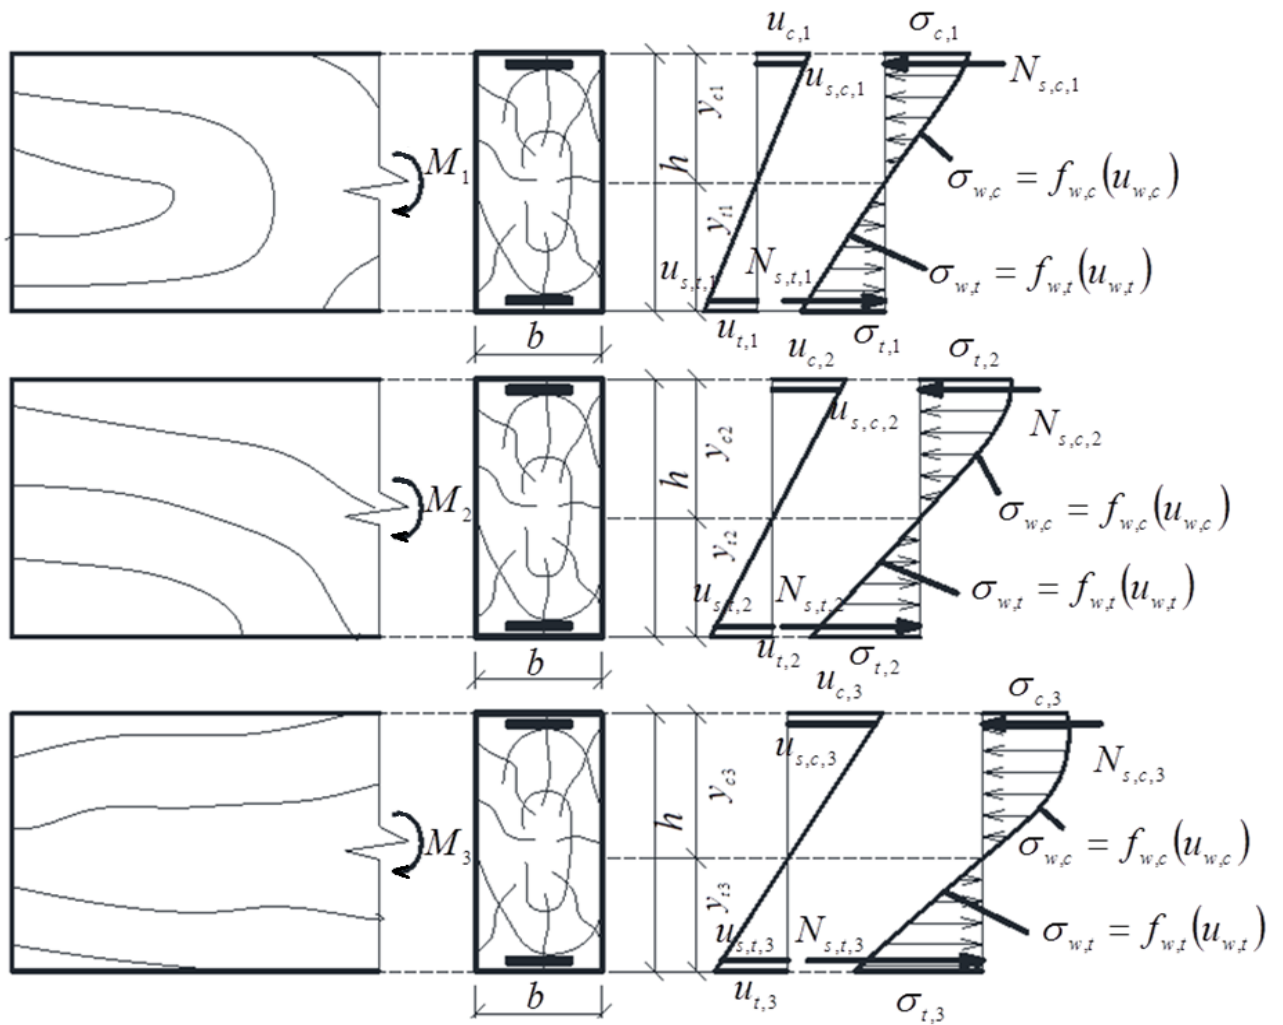 u_{c,1} σ_{c,1}
N_{s,c,1}
u_{s,c,1}
y_{c1}
h
M_1
σ_{w,c} = f_{w,c}(u_{w,c})
y_{t1}
u_{s,t,1} N_{s,t,1} σ_{w,t} = f_{w,t}(u_{w,t})
b u_{t,1} σ_{t,1}
u_{c,2} σ_{t,2}
u_{s,c,2} N_{s,c,2}
y_{c2}
h
M_2 σ_{w,c} = f_{w,c}(u_{w,c})
y_{t2}
u_{s,t,2} N_{s,t,2} σ_{w,t} = f_{w,t}(u_{w,t})
b u_{t,2} σ_{t,2}
u_{c,3} σ_{c,3}
u_{s,c,3} N_{s,c,3}
y_{c3}
h
M_3 σ_{w,c} = f_{w,c}(u_{w,c})
y_{t3}
u_{s,t,3} N_{s,t,3} σ_{w,t} = f_{w,t}(u_{w,t})
b u_{t,3} σ_{t,3}